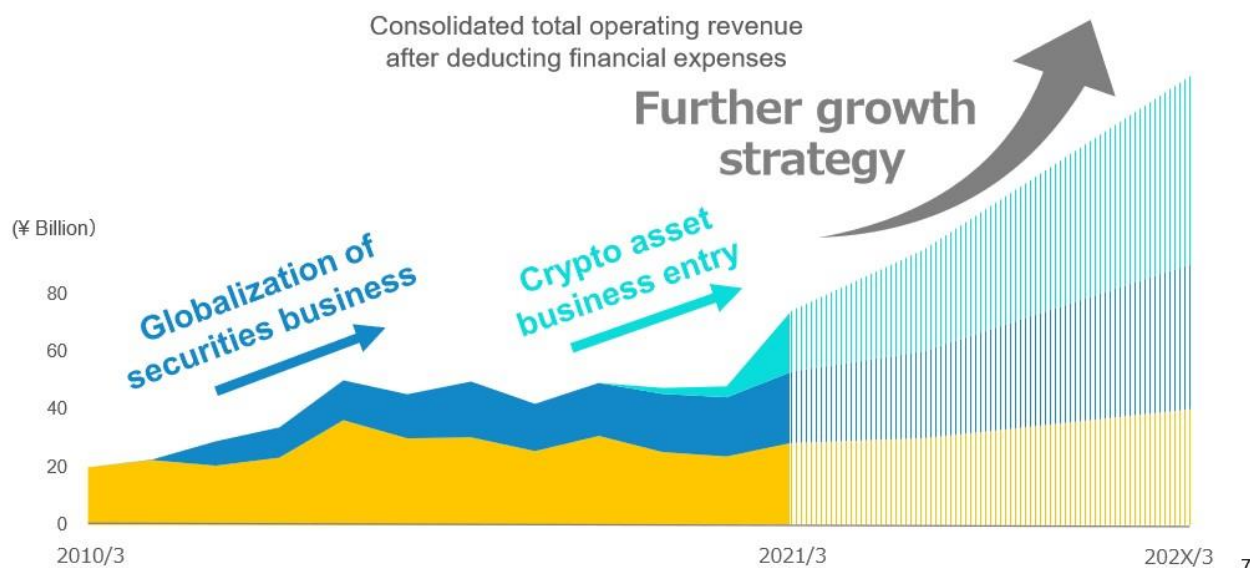 Consolidated total operating revenue
after deducting financial expenses
Further growth
strategy
(¥ Billion)
Globalization of
securities business
Crypto asset
business entry
80
60
40
20
0
2010/3
2021/3
202X/3
7